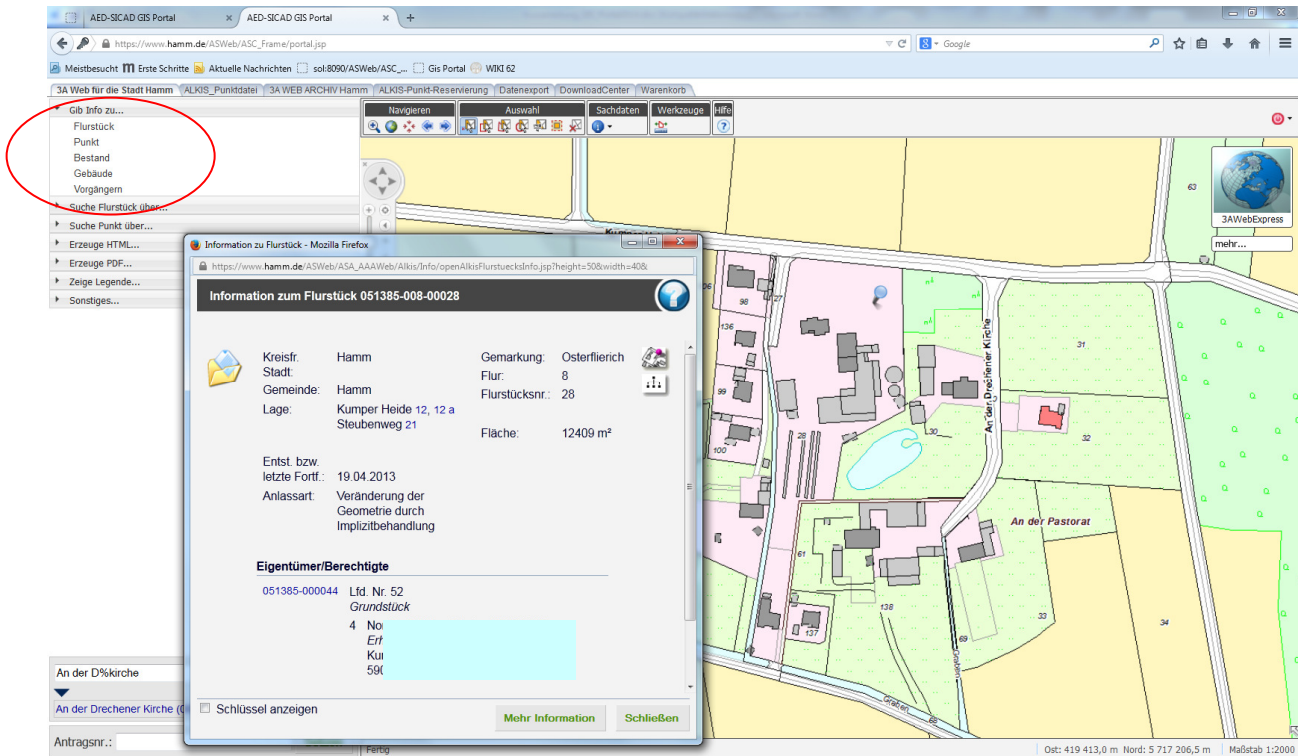 AED-SICAD GIS Portal × AED-SICAD GIS Portal × +
https://www.hamm.de/ASWeb/ASC_Frame/portal.jsp
Google
Meistbesucht Erste Schritte Aktuelle Nachrichten sol:8090/ASWeb/ASC_... Gis Portal WIKI 62
3A Web für die Stadt Hamm ALKIS_Punktdatei 3A WEB ARCHIV Hamm ALKIS-Punkt-Reservierung Datenexport DownloadCenter Warenkorb
Gib Info zu...
Flurstück
Punkt
Bestand
Gebäude
Vorgängern
Suche Flurstück über...
Suche Punkt über...
Erzeuge HTML...
Erzeuge PDF...
Zeige Legende...
Sonstiges...
Navigieren Auswahl Sachdaten Werkzeuge Hilfe
3AWebExpress
mehr...
Information zu Flurstück - Mozilla Firefox
https://www.hamm.de/ASWeb/ASA_AAAWeb/Alkis/Info/openAlkisFlurstuecksInfo.jsp?height=50&width=40&
Information zum Flurstück 051385-008-00028
Kreisfr. Stadt: Hamm
Gemeinde: Hamm
Lage: Kumper Heide 12, 12 a
Steubenweg 21
Gemarkung: Osterflierich
Flur: 8
Flurstücksnr.: 28
Fläche: 12409 m²
Entst. bzw.
letzte Fortf.: 19.04.2013
Anlassart: Veränderung der
Geometrie durch
Implizitbehandlung
Eigentümer/Berechtigte
051385-000044 Lfd. Nr. 52
Grundstück
4
590
Schlüssel anzeigen
Mehr Information Schließen
An der D%kirche
An der Drechener Kirche
Antragsnr.:
63
98
27
136
99
100
28
30
31
32
An der Drechener Kirche
An der Pastorat
61
137
138
69
33
34
Graben
Graben
68
Fertig
Ost: 419 413,0 m Nord: 5 717 206,5 m Maßstab 1:2000